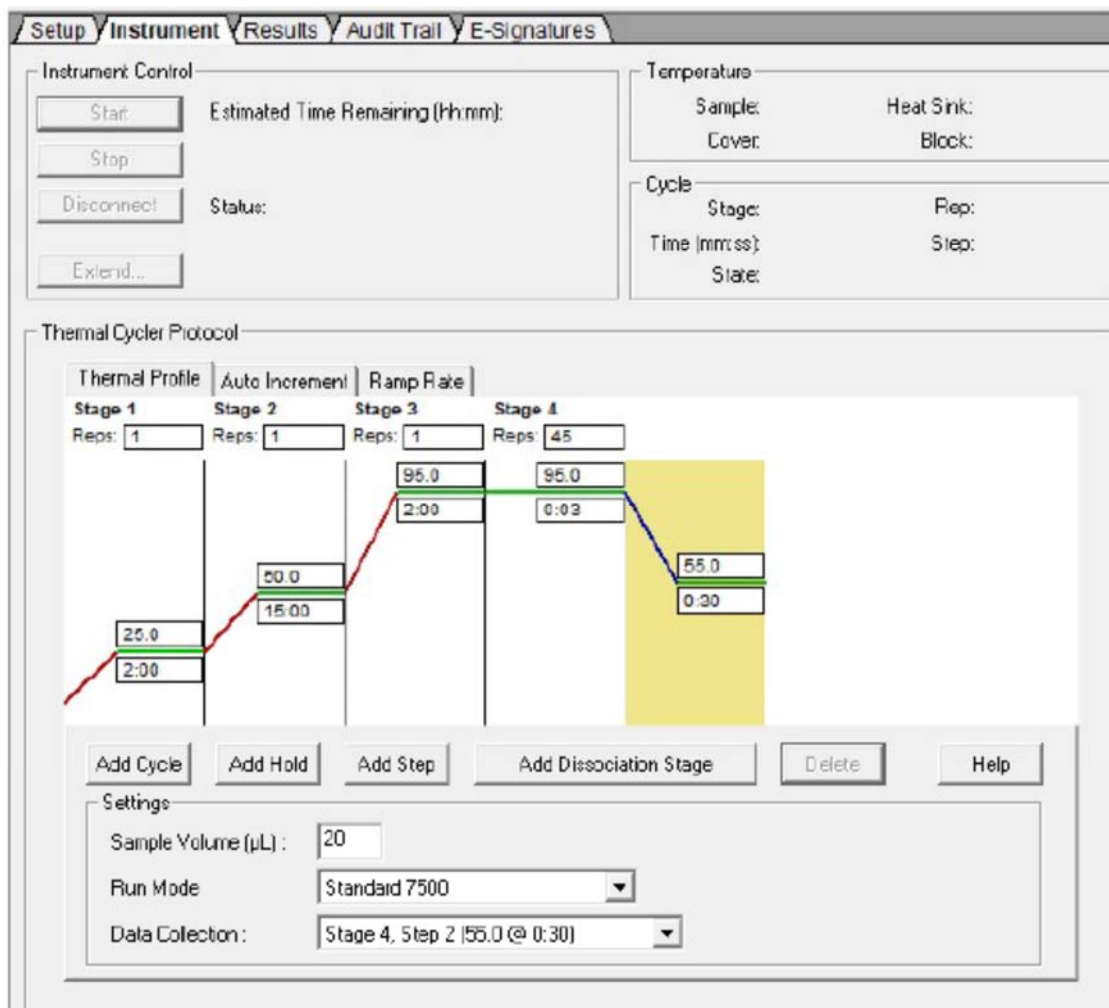 Setup Instrument Results Audit Trail E-Signatures
Instrument Control
Start Estimated Time Remaining (hh:mm):
Stop
Disconnect Status:
Extend...
Temperature
Sample: Heat Sink:
Cover: Block:
Cycle
Stage: Rep:
Time (mm:ss): Step:
State:
Thermal Cycler Protocol
Thermal Profile Auto Increment Ramp Rate
Stage 1 Stage 2 Stage 3 Stage 4
Reps: 1 Reps: 1 Reps: 1 Reps: 45
95.0 95.0
2:00 0:03
50.0 55.0
15:00 0:30
25.0
2:00
Add Cycle Add Hold Add Step Add Dissociation Stage Delete Help
Settings
Sample Volume (µL) : 20
Run Mode Standard 7500
Data Collection : Stage 4, Step 2 (55.0 @ 0:30)